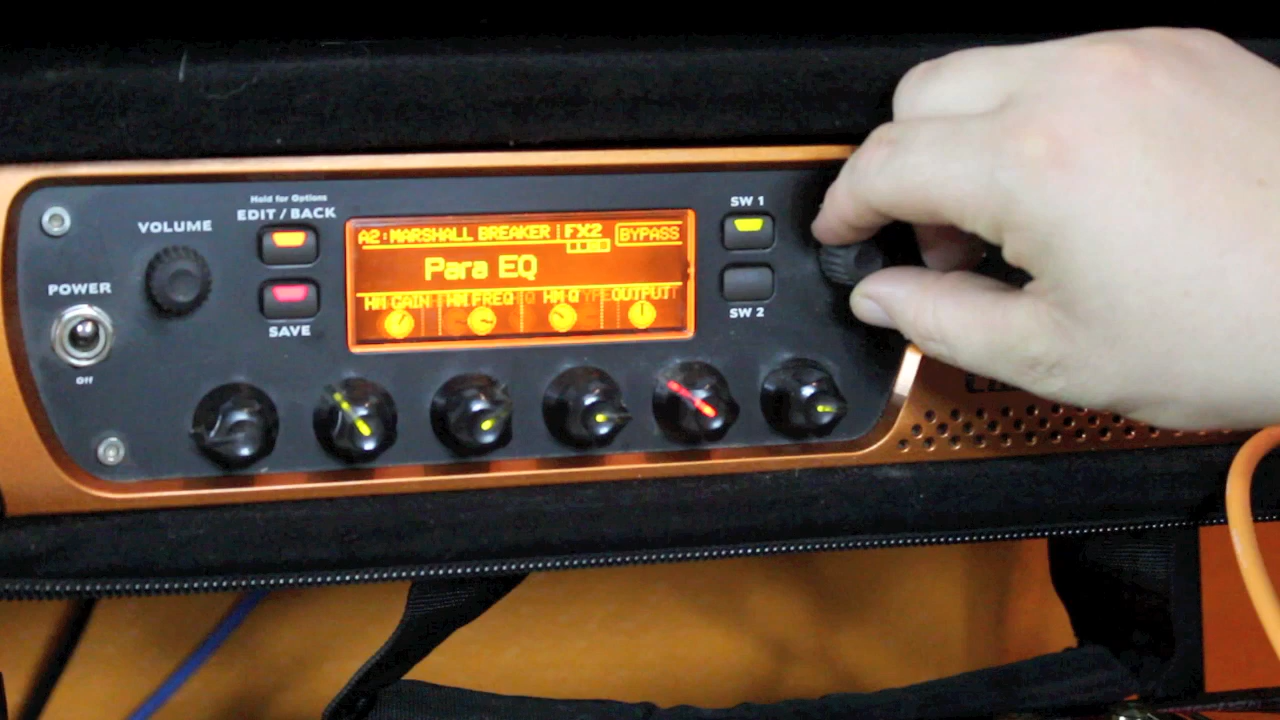 Hold for Options
EDIT / BACK
VOLUME
POWER
Off
SAVE
A2:MARSHALL BREAKER | FX2
BYPASS
Para EQ
HM GAIN HM FREQ HM Q OUTPUT
SW 1
SW 2